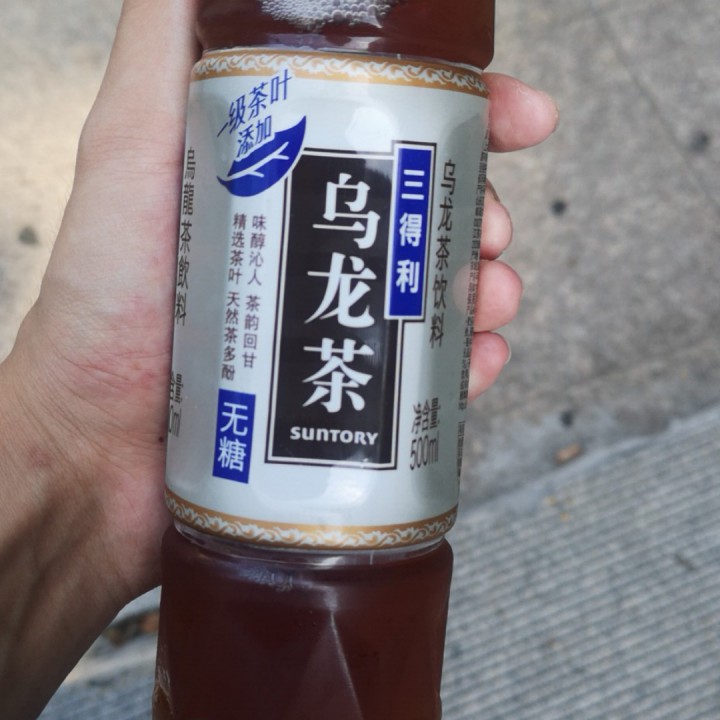 一级茶叶
添加
三得利
乌龙茶
SUNTORY
味醇沁人 茶韵回甘
精选茶叶 天然茶多酚
无糖
乌龙茶饮料
净含量:
500ml
烏龍茶飲料